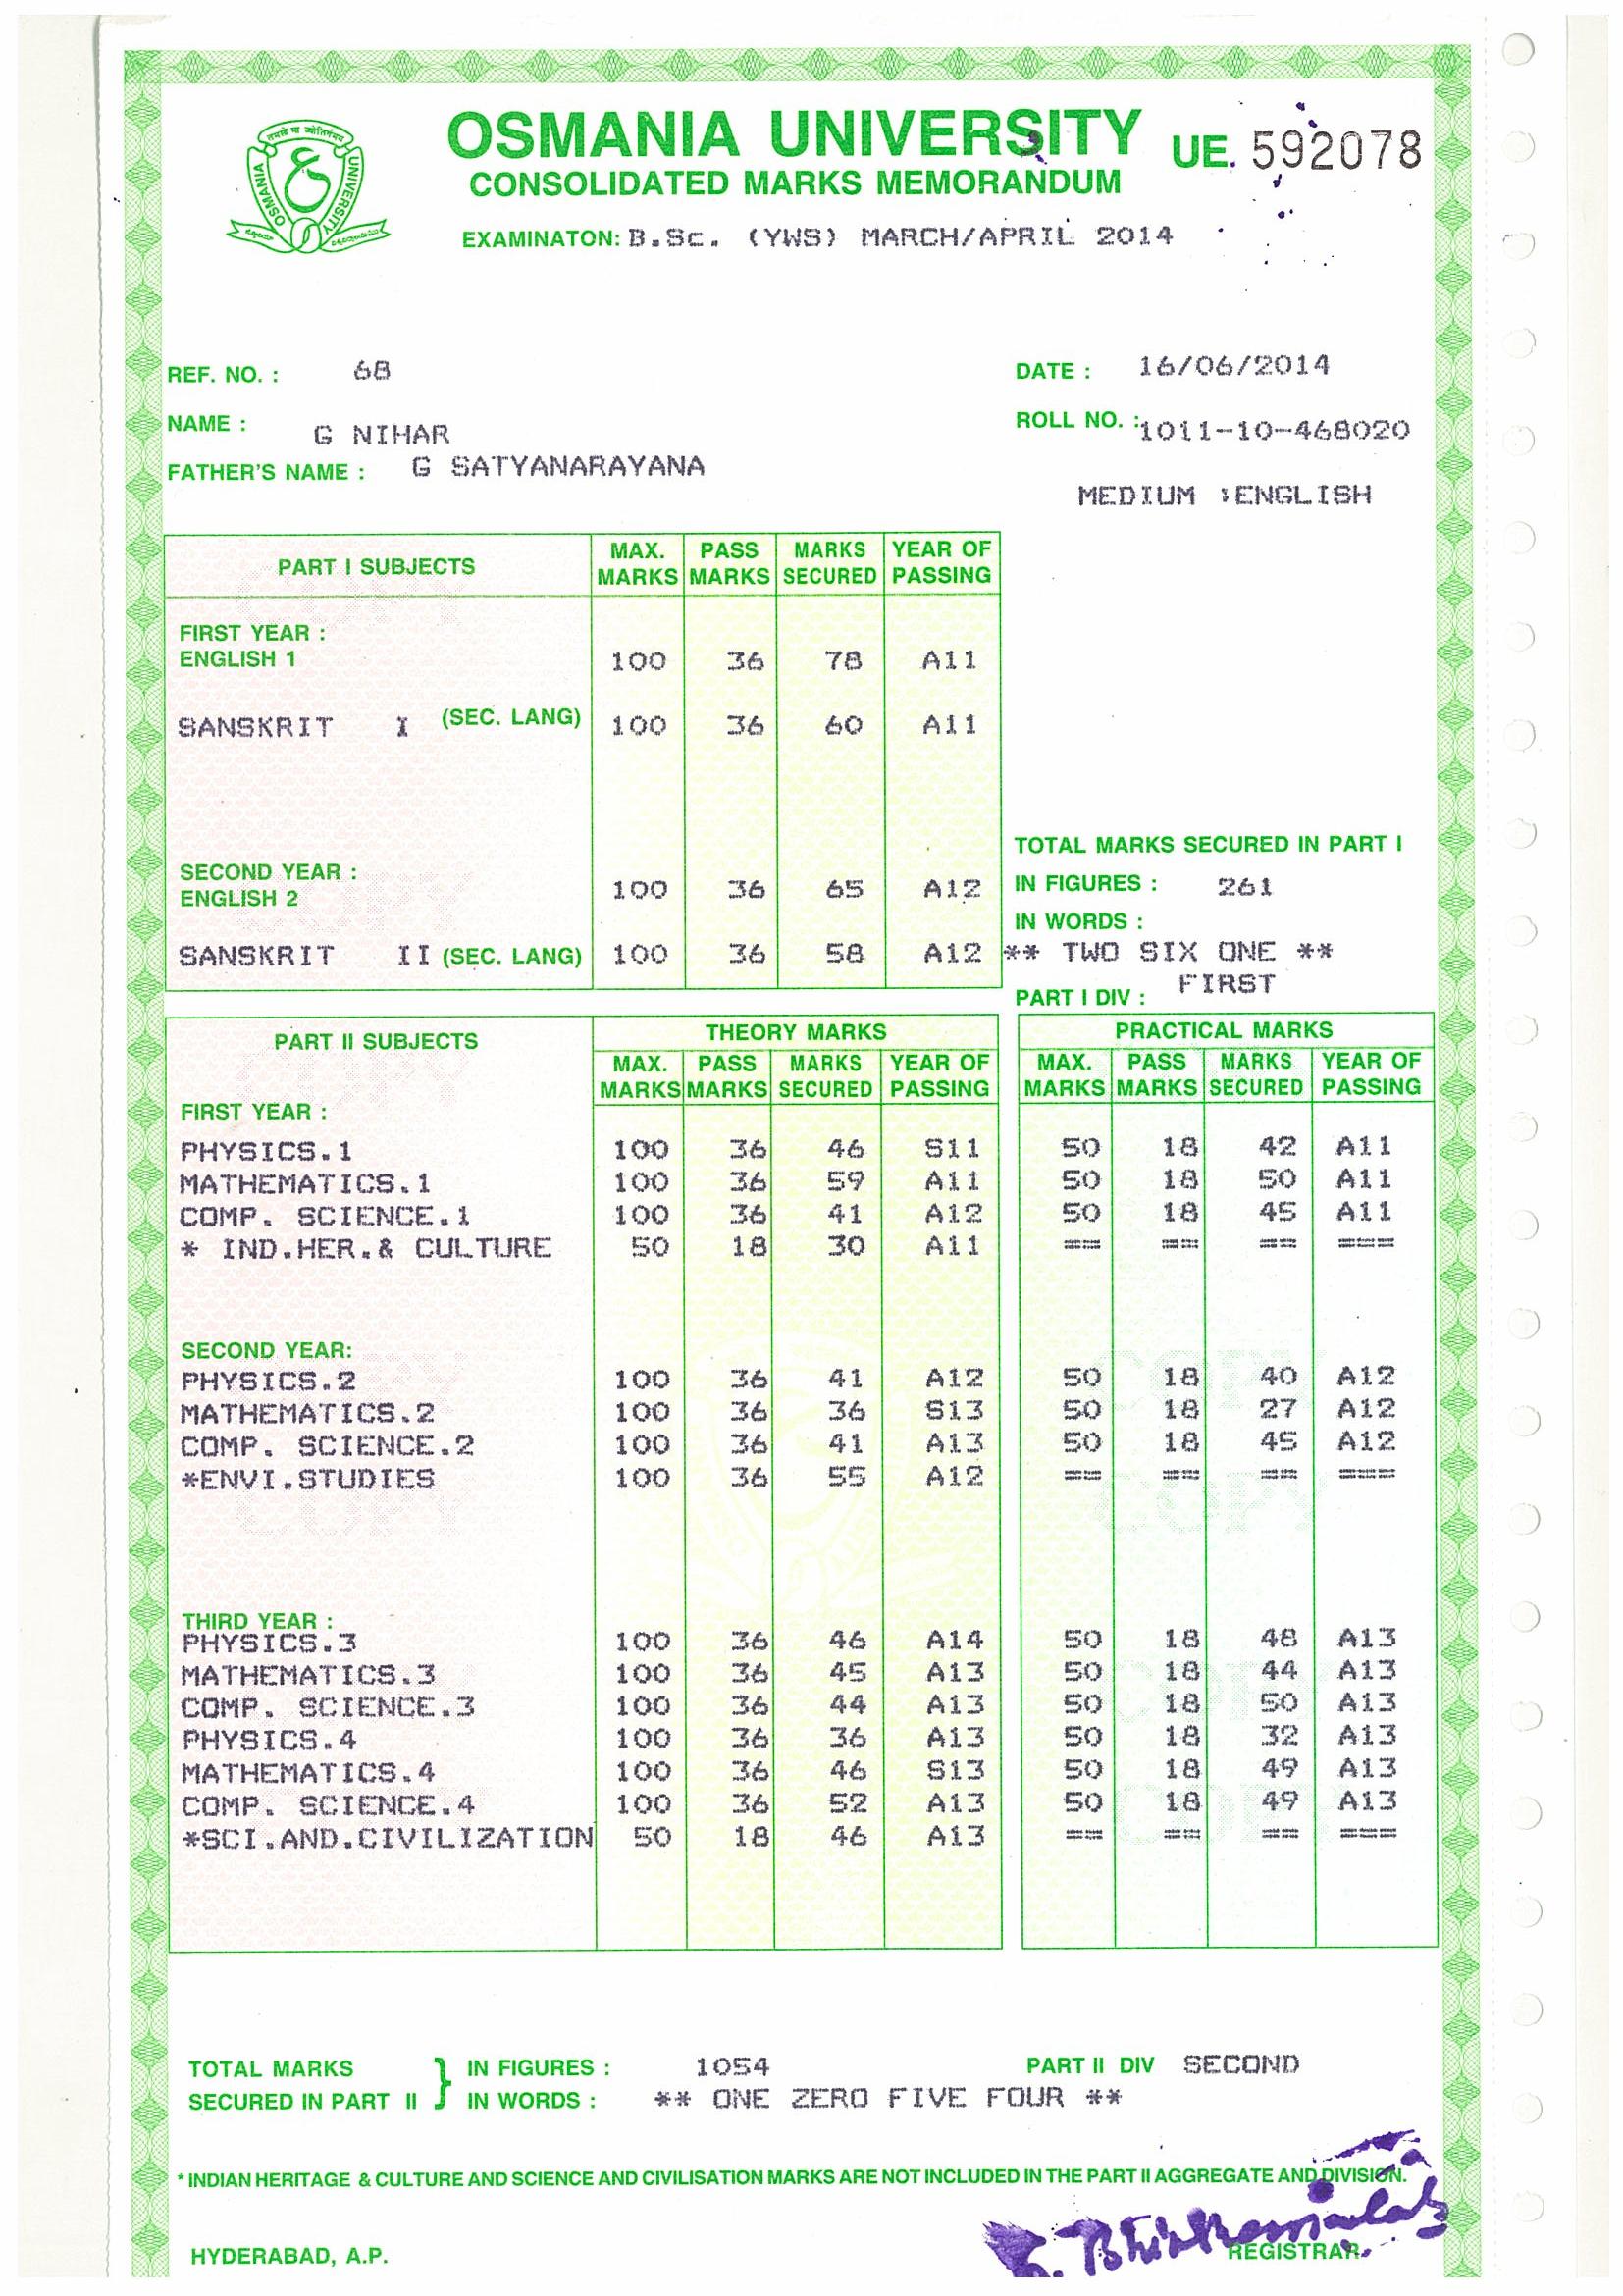 OSMANIA UNIVERSITY UE. 592078
CONSOLIDATED MARKS MEMORANDUM
EXAMINATON: B.Sc. (YWS) MARCH/APRIL 2014
तमसो मा ज्योतिर्गमय
OSMANIA UNIVERSITY
ع
REF. NO. : 68 DATE : 16/06/2014
NAME : G NIHAR ROLL NO. : 1011-10-468020
FATHER'S NAME : G SATYANARAYANA
MEDIUM :ENGLISH
PART I SUBJECTS MAX. MARKS PASS MARKS MARKS SECURED YEAR OF PASSING
FIRST YEAR :
ENGLISH 1 100 36 78 A11
SANSKRIT I (SEC. LANG) 100 36 60 A11
SECOND YEAR :
ENGLISH 2 100 36 65 A12
SANSKRIT II (SEC. LANG) 100 36 58 A12
TOTAL MARKS SECURED IN PART I
IN FIGURES : 261
IN WORDS :
** TWO SIX ONE **
PART I DIV : FIRST
PART II SUBJECTS THEORY MARKS PRACTICAL MARKS
MAX. MARKS PASS MARKS MARKS SECURED YEAR OF PASSING MAX. MARKS PASS MARKS MARKS SECURED YEAR OF PASSING
FIRST YEAR :
PHYSICS.1 100 36 46 S11 50 18 42 A11
MATHEMATICS.1 100 36 59 A11 50 18 50 A11
COMP. SCIENCE.1 100 36 41 A12 50 18 45 A11
* IND.HER.& CULTURE 50 18 30 A11 == == == ===
SECOND YEAR:
PHYSICS.2 100 36 41 A12 50 18 40 A12
MATHEMATICS.2 100 36 36 S13 50 18 27 A12
COMP. SCIENCE.2 100 36 41 A13 50 18 45 A12
*ENVI.STUDIES 100 36 55 A12 == == == ===
THIRD YEAR :
PHYSICS.3 100 36 46 A14 50 18 48 A13
MATHEMATICS.3 100 36 45 A13 50 18 44 A13
COMP. SCIENCE.3 100 36 44 A13 50 18 50 A13
PHYSICS.4 100 36 36 A13 50 18 32 A13
MATHEMATICS.4 100 36 46 S13 50 18 49 A13
COMP. SCIENCE.4 100 36 52 A13 50 18 49 A13
*SCI.AND.CIVILIZATION 50 18 46 A13 == == == ===
TOTAL MARKS SECURED IN PART II } IN FIGURES : 1054 PART II DIV SECOND
IN WORDS : ** ONE ZERO FIVE FOUR **
* INDIAN HERITAGE & CULTURE AND SCIENCE AND CIVILISATION MARKS ARE NOT INCLUDED IN THE PART II AGGREGATE AND DIVISION.
HYDERABAD, A.P. REGISTRAR.